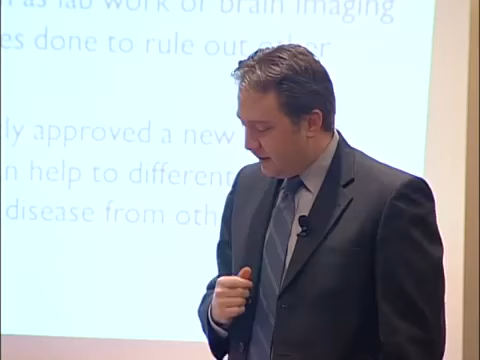 as lab work or brain imaging
es done to rule out other
ly approved a new
n help to different
disease from oth